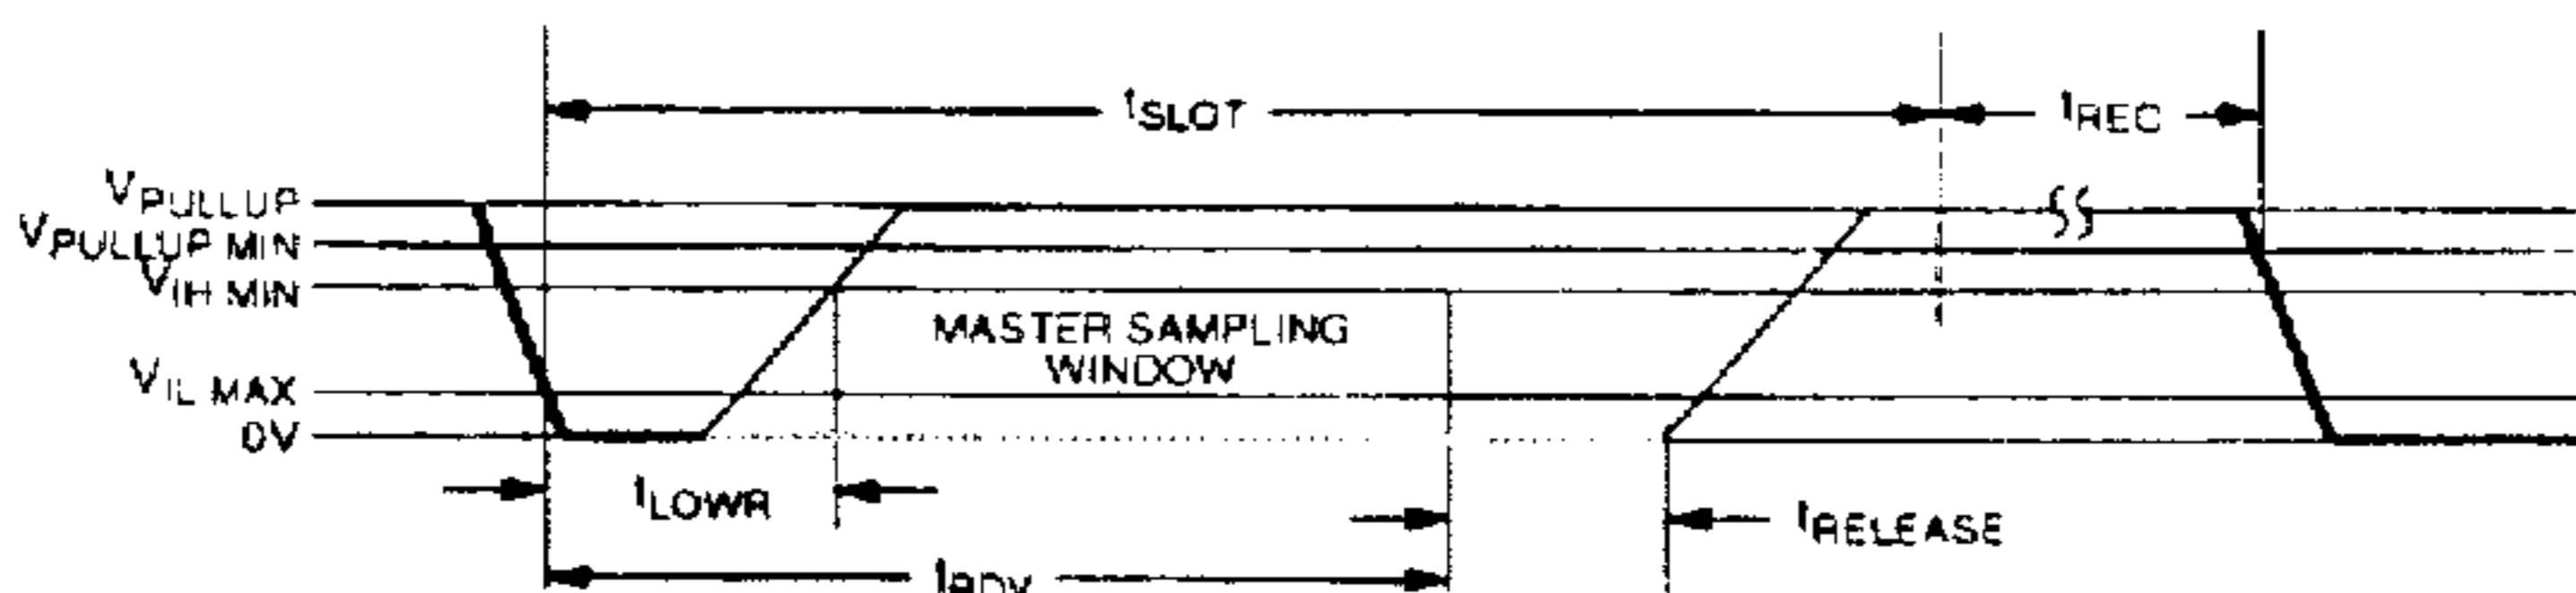 tSLOT
tREC
VPULLUP
VPULLUP MIN
VIH MIN
MASTER SAMPLING
WINDOW
VIL MAX
0V
tLOWR
tRELEASE
tRDV